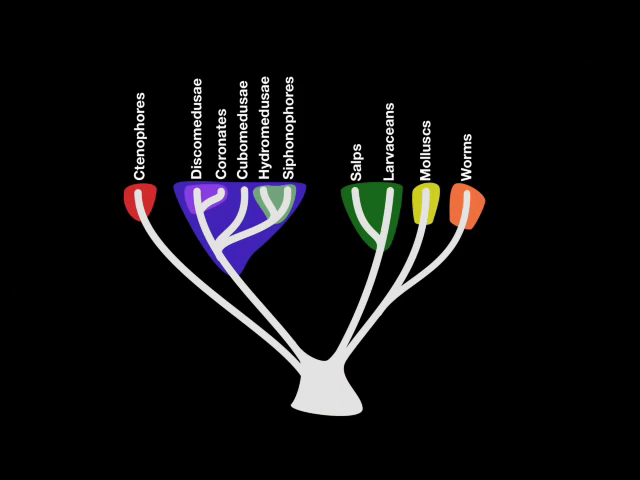 Ctenophores
Discomedusae
Coronates
Cubomedusae
Hydromedusae
Siphonophores
Salps
Larvaceans
Molluscs
Worms